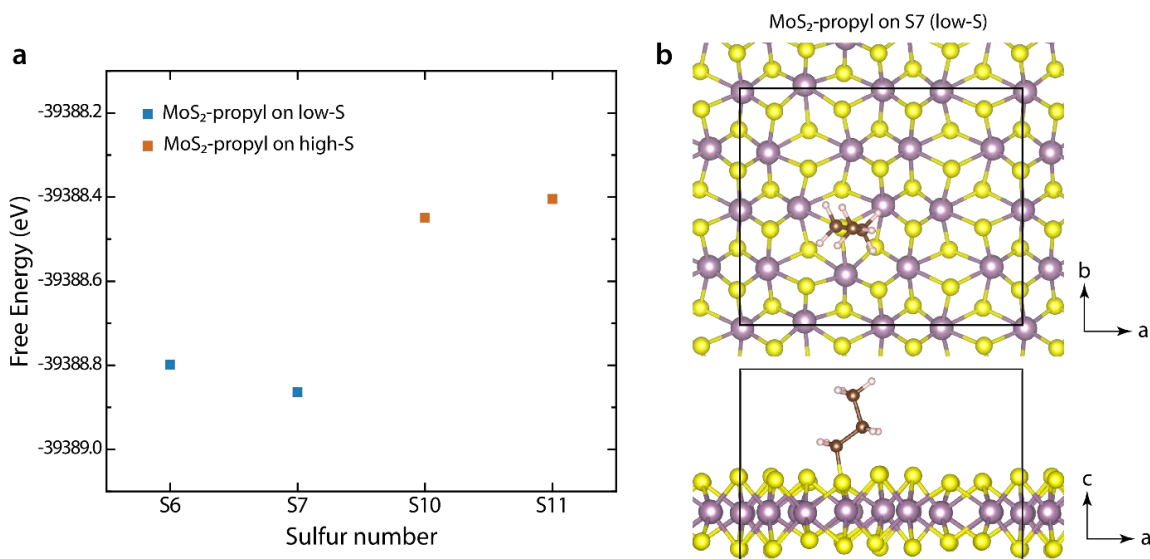 a
Free Energy (eV)
-39388.2
-39388.4
-39388.6
-39388.8
-39389.0
MoS₂-propyl on low-S
MoS₂-propyl on high-S
S6
S7
S10
S11
Sulfur number
b
MoS₂-propyl on S7 (low-S)
b
a
c
a